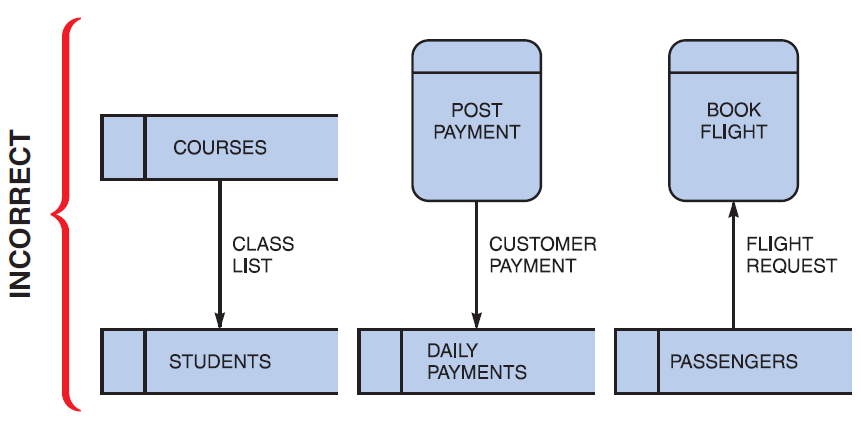 INCORRECT
COURSES
CLASS
LIST
STUDENTS
POST
PAYMENT
CUSTOMER
PAYMENT
DAILY
PAYMENTS
BOOK
FLIGHT
FLIGHT
REQUEST
PASSENGERS